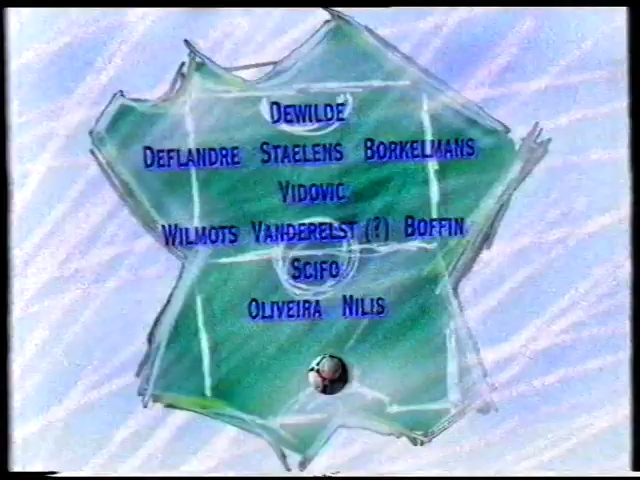 DEWILDE
DEFLANDRE STAELENS BORKELMANS
VIDOVIC
WILMOTS VANDERELST (?) BOFFIN
SCIFO
OLIVEIRA NILIS